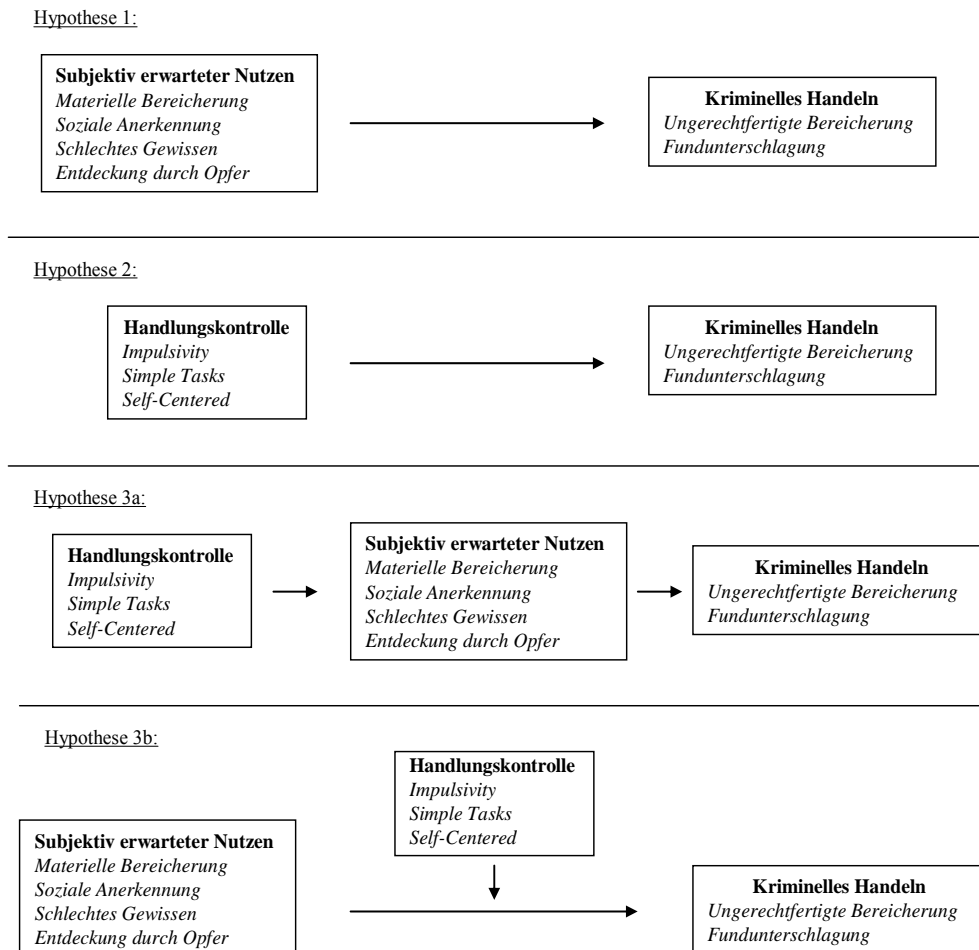 Hypothese 1:
Subjektiv erwarteter Nutzen
Materielle Bereicherung
Soziale Anerkennung
Schlechtes Gewissen
Entdeckung durch Opfer
Kriminelles Handeln
Ungerechtfertigte Bereicherung
Fundunterschlagung
Hypothese 2:
Handlungskontrolle
Impulsivity
Simple Tasks
Self-Centered
Kriminelles Handeln
Ungerechtfertigte Bereicherung
Fundunterschlagung
Hypothese 3a:
Handlungskontrolle
Impulsivity
Simple Tasks
Self-Centered
Subjektiv erwarteter Nutzen
Materielle Bereicherung
Soziale Anerkennung
Schlechtes Gewissen
Entdeckung durch Opfer
Kriminelles Handeln
Ungerechtfertigte Bereicherung
Fundunterschlagung
Hypothese 3b:
Handlungskontrolle
Impulsivity
Simple Tasks
Self-Centered
Subjektiv erwarteter Nutzen
Materielle Bereicherung
Soziale Anerkennung
Schlechtes Gewissen
Entdeckung durch Opfer
Kriminelles Handeln
Ungerechtfertigte Bereicherung
Fundunterschlagung